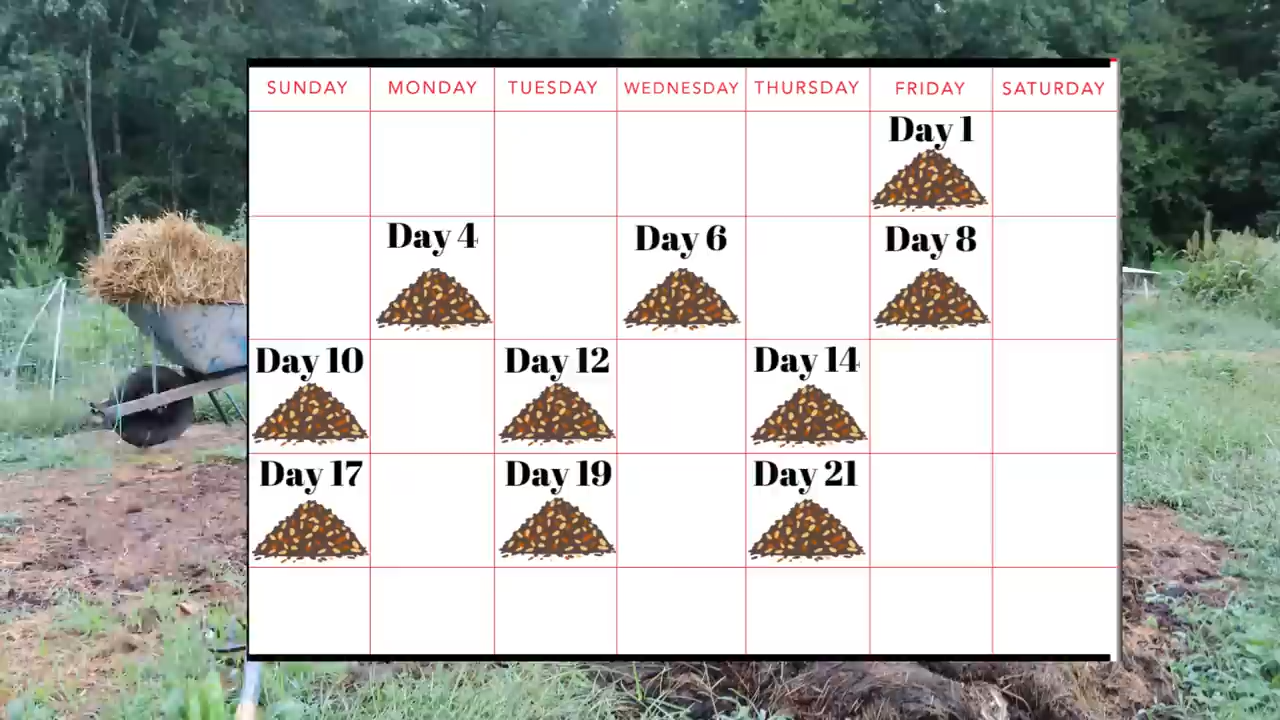 SUNDAY MONDAY TUESDAY WEDNESDAY THURSDAY FRIDAY SATURDAY
Day 1
Day 4 Day 6 Day 8
Day 10 Day 12 Day 14
Day 17 Day 19 Day 21